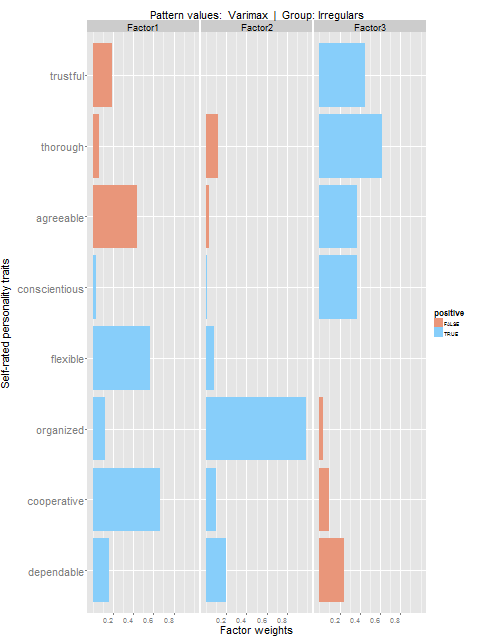 Pattern values: Varimax | Group: Irregulars
Factor1 Factor2 Factor3
trustful
thorough
agreeable
conscientious
flexible
organized
cooperative
dependable
Self-rated personality traits
positive
FALSE
TRUE
0.2 0.4 0.6 0.8 0.2 0.4 0.6 0.8 0.2 0.4 0.6 0.8
Factor weights